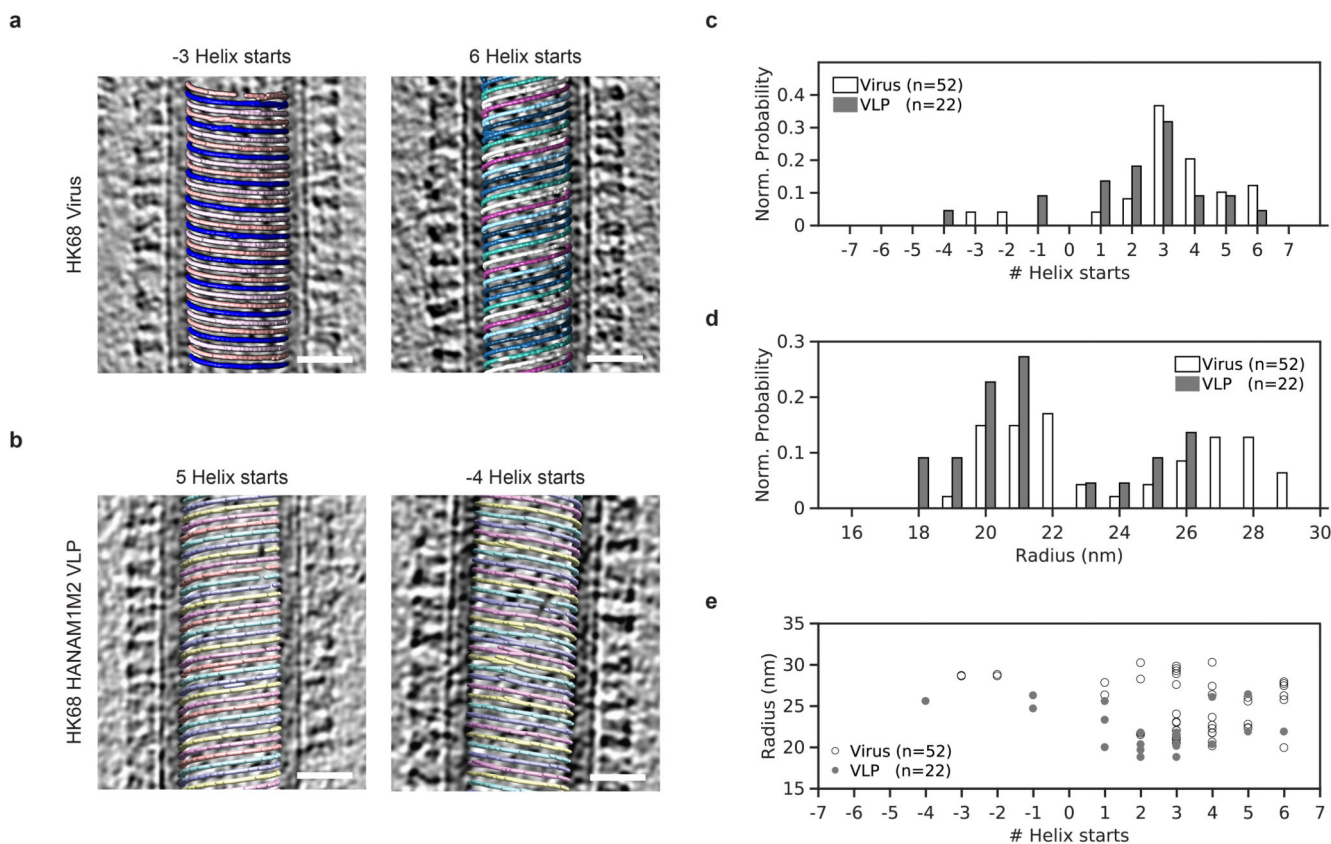 a
-3 Helix starts
6 Helix starts
HK68 Virus
b
5 Helix starts
-4 Helix starts
HK68 HANAM1M2 VLP
c
Norm. Probability
0.4
0.3
0.2
0.1
0
Virus (n=52)
VLP (n=22)
-7 -6 -5 -4 -3 -2 -1 0 1 2 3 4 5 6 7
# Helix starts
d
Norm. Probability
0.3
0.2
0.1
0
Virus (n=52)
VLP (n=22)
16 18 20 22 24 26 28 30
Radius (nm)
e
Radius (nm)
35
30
25
20
15
Virus (n=52)
VLP (n=22)
-7 -6 -5 -4 -3 -2 -1 0 1 2 3 4 5 6 7
# Helix starts